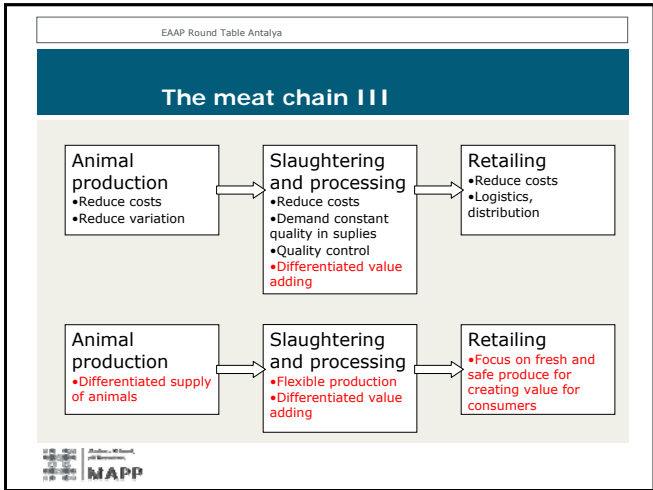 EAAP Round Table Antalya
The meat chain III
Animal
production
•Reduce costs
•Reduce variation
Slaughtering
and processing
•Reduce costs
•Demand constant
quality in suplies
•Quality control
•Differentiated value
adding
Retailing
•Reduce costs
•Logistics,
distribution
Animal
production
•Differentiated supply
of animals
Slaughtering
and processing
•Flexible production
•Differentiated value
adding
Retailing
•Focus on fresh and
safe produce for
creating value for
consumers
MAPP